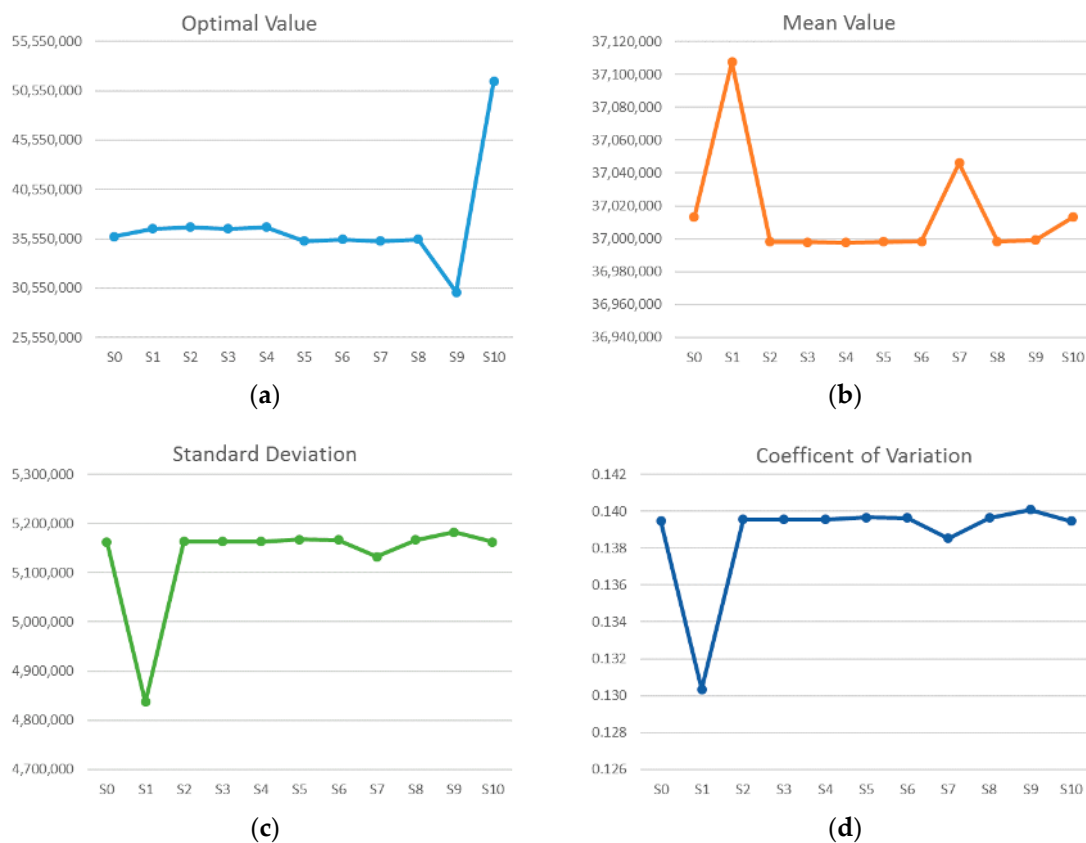 Optimal Value
55,550,000
50,550,000
45,550,000
40,550,000
35,550,000
30,550,000
25,550,000
S0 S1 S2 S3 S4 S5 S6 S7 S8 S9 S10
(a)
Mean Value
37,120,000
37,100,000
37,080,000
37,060,000
37,040,000
37,020,000
37,000,000
36,980,000
36,960,000
36,940,000
S0 S1 S2 S3 S4 S5 S6 S7 S8 S9 S10
(b)
Standard Deviation
5,300,000
5,200,000
5,100,000
5,000,000
4,900,000
4,800,000
4,700,000
S0 S1 S2 S3 S4 S5 S6 S7 S8 S9 S10
(c)
Coefficent of Variation
0.142
0.140
0.138
0.136
0.134
0.132
0.130
0.128
0.126
S0 S1 S2 S3 S4 S5 S6 S7 S8 S9 S10
(d)